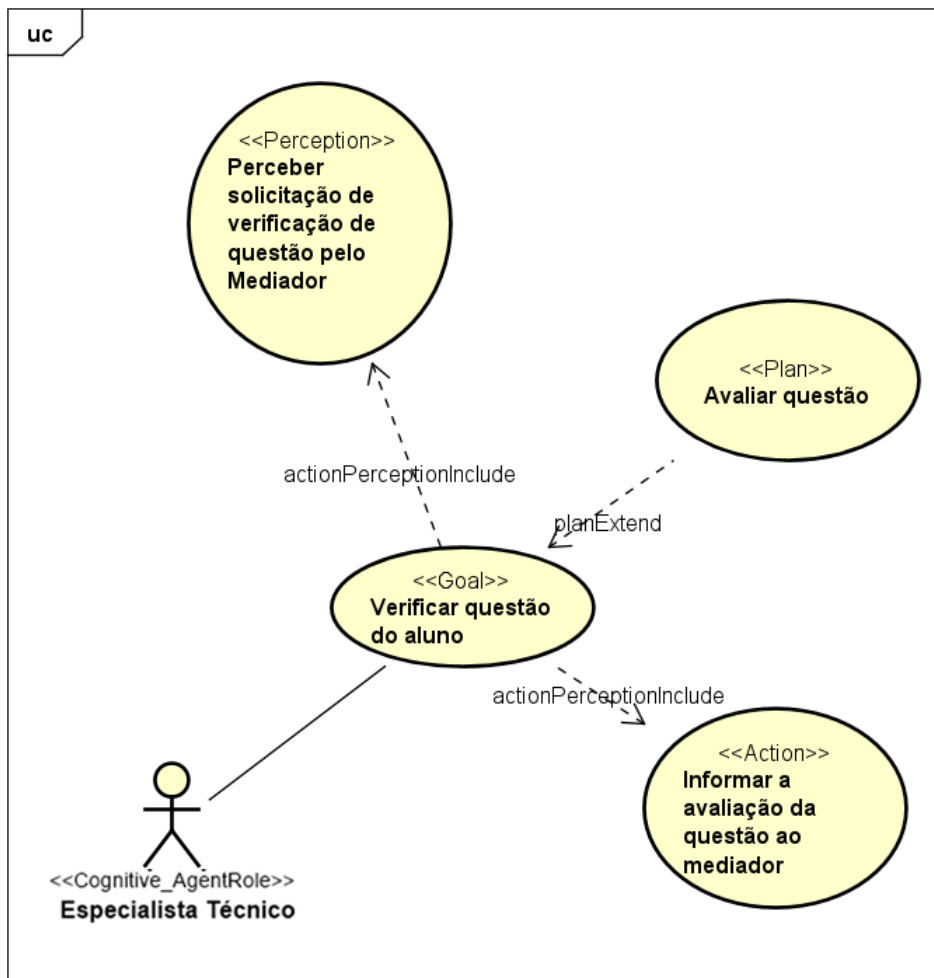 uc
<<Perception>>
Perceber
solicitação de
verificação de
questão pelo
Mediador
<<Plan>>
Avaliar questão
actionPerceptionInclude
planExtend
<<Goal>>
Verificar questão
do aluno
actionPerceptionInclude
<<Action>>
Informar a
avaliação da
questão ao
mediador
<<Cognitive_AgentRole>>
Especialista Técnico